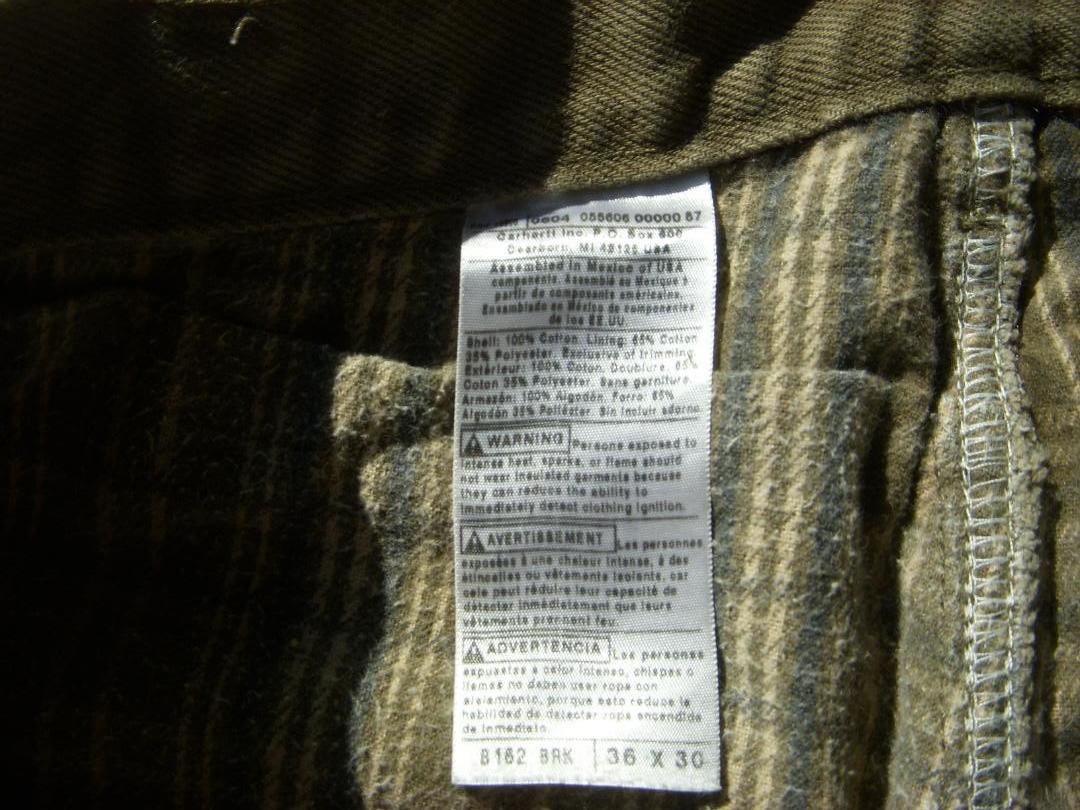 0804 055606 00000 87
Carhartt Inc. P.O. Box 600
Dearborn, MI 48126 USA
Assembled in Mexico of USA
components. Assemblé au Mexique à
partir de composants américains.
Ensamblado en México de componentes
de los EE.UU
Shell: 100% Cotton. Lining: 65% Cotton
35% Polyester. Exclusive of trimming
Extérieur: 100% Coton. Doublure: 65%
Coton 35% Polyester. Sans garniture
Armazón: 100% Algodón. Forro: 65%
Algodón 35% Poliéster. Sin incluir adorno
WARNING Persons exposed to
intense heat, sparks, or flame should
not wear insulated garments because
they can reduce the ability to
immediately detect clothing ignition.
AVERTISSEMENT Les personnes
exposées à une chaleur intense, à des
étincelles ou vêtements isolants, car
cela peut réduire leur capacité de
détecter immédiatement que leurs
vêtements prennent feu.
ADVERTENCIA Las personas
expuestas a calor intenso, chispas o
llamas no deben usar ropa con
aislamiento, porque esto reduce la
habilidad de detectar ropa encendida
de inmediato.
B162 BRK 36 X 30